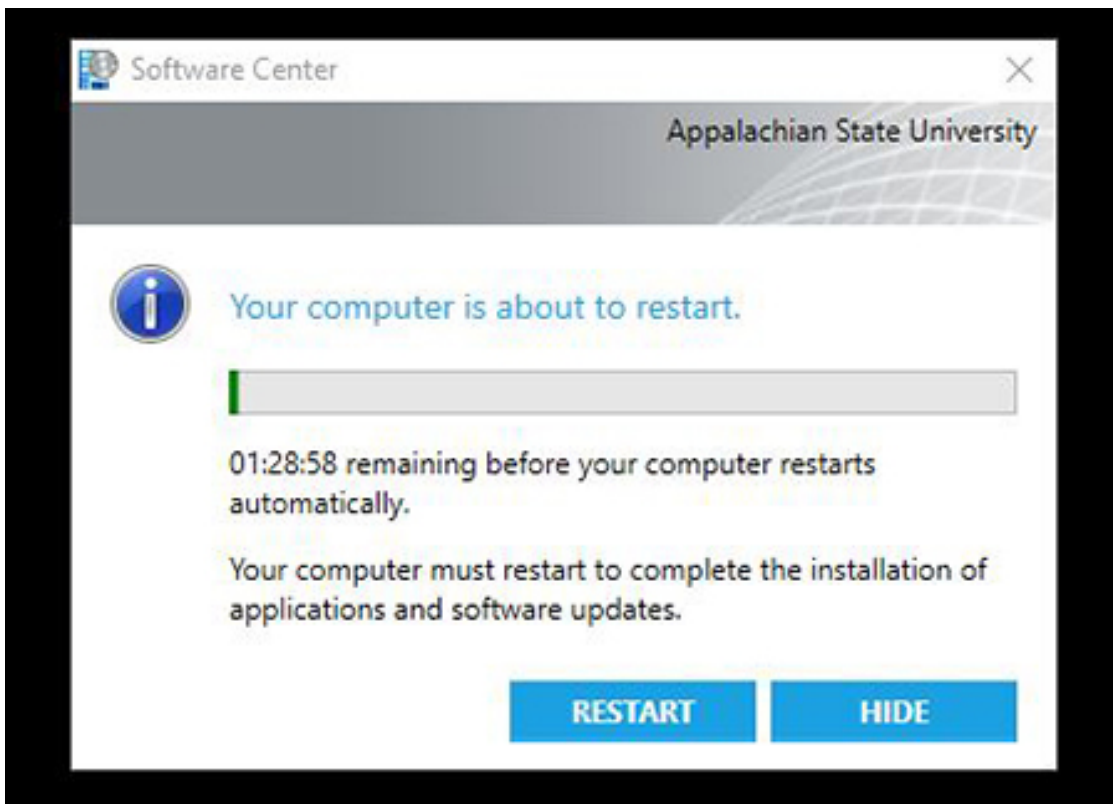 Software Center
Appalachian State University
Your computer is about to restart.
01:28:58 remaining before your computer restarts
automatically.
Your computer must restart to complete the installation of
applications and software updates.
RESTART
HIDE